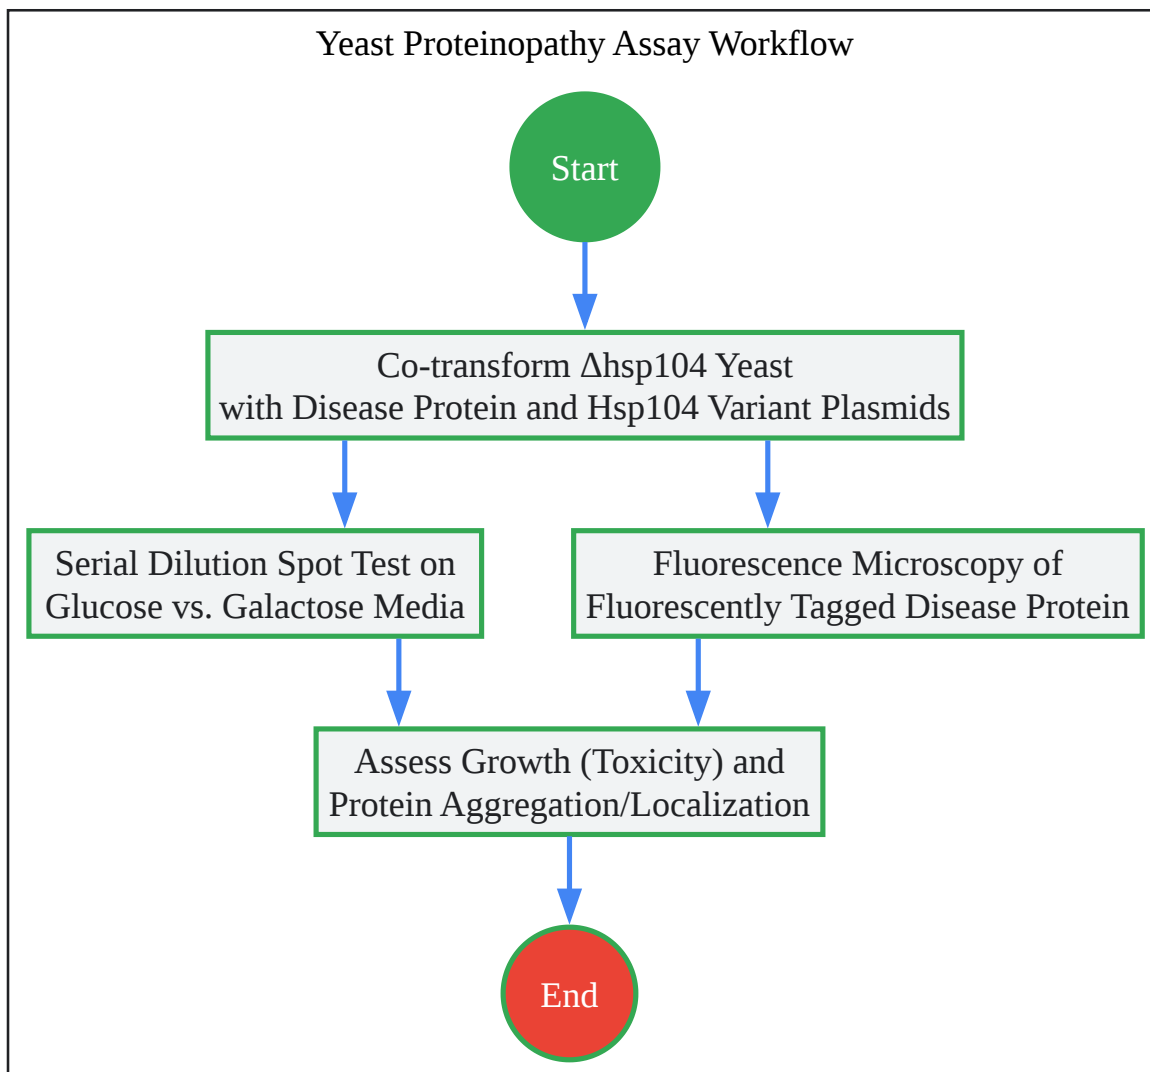 Yeast Proteinopathy Assay Workflow
Start
Co-transform Δhsp104 Yeast
with Disease Protein and Hsp104 Variant Plasmids
Serial Dilution Spot Test on
Glucose vs. Galactose Media
Fluorescence Microscopy of
Fluorescently Tagged Disease Protein
Assess Growth (Toxicity) and
Protein Aggregation/Localization
End